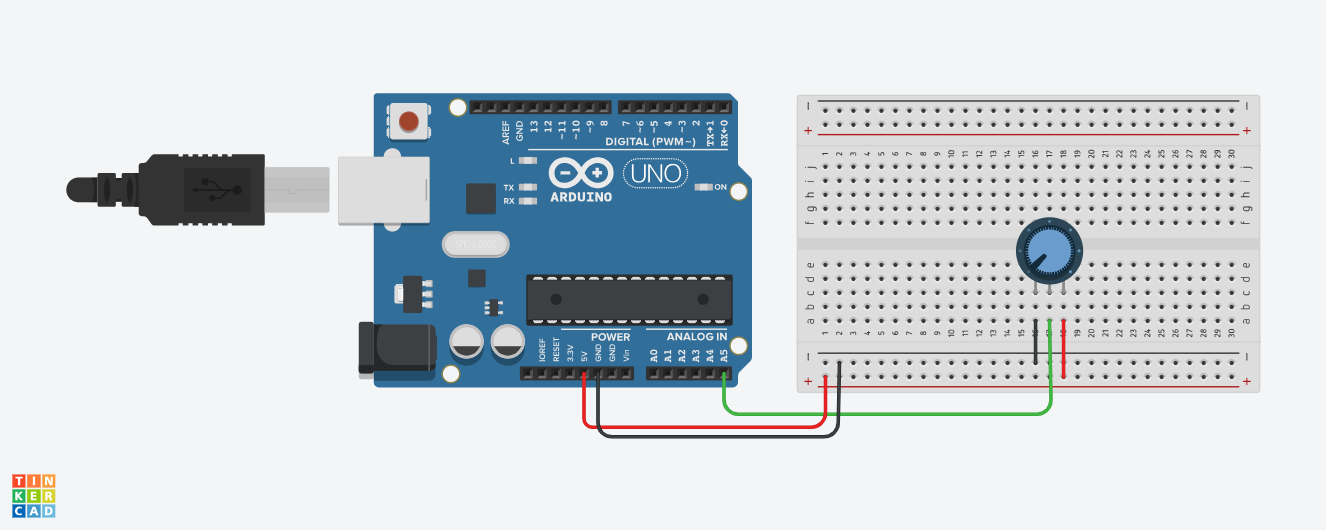 AREF
GND
13
12
~11
~10
~9
8
7
~6
~5
4
~3
2
TX→1
RX←0
DIGITAL (PWM~)
L
TX
RX
ARDUINO
UNO
ON
IOREF
RESET
3.3V
5V
GND
GND
Vin
POWER
ANALOG IN
A0
A1
A2
A3
A4
A5
− −
+ +
1 2 3 4 5 6 7 8 9 10 11 12 13 14 15 16 17 18 19 20 21 22 23 24 25 26 27 28 29 30
j j
i i
h h
g g
f f
e e
d d
c c
b b
a a
1 2 3 4 5 6 7 8 9 10 11 12 13 14 15 18 19 20 21 22 23 24 25 26 27 28 29 30
− −
+ +
TIN
KER
CAD